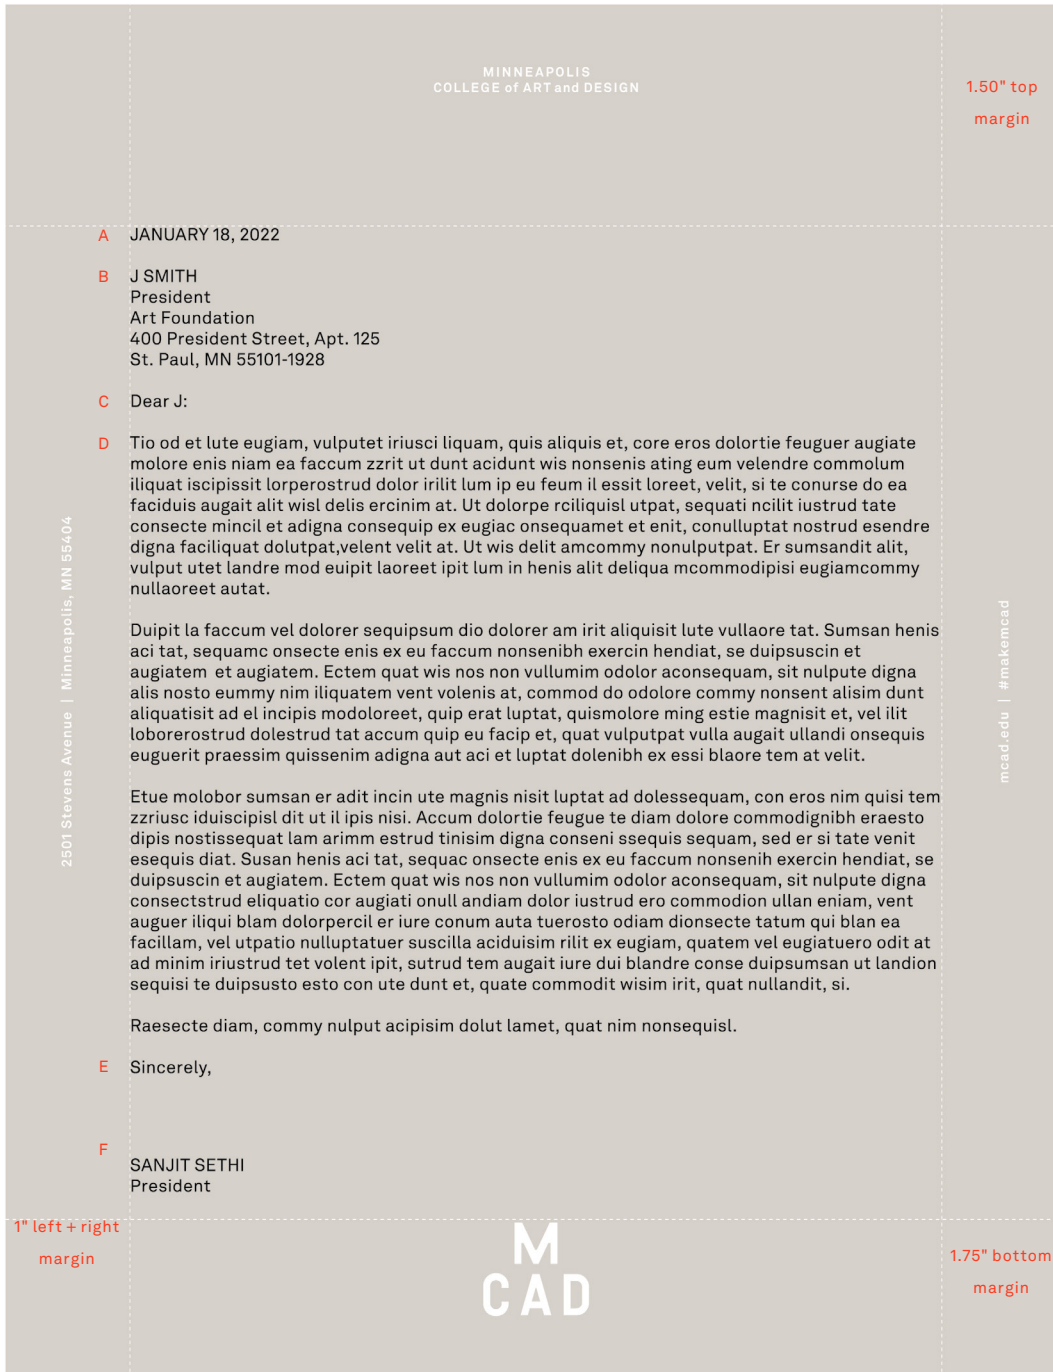 MINNEAPOLIS
COLLEGE of ART and DESIGN
1.50" top
margin
A JANUARY 18, 2022
B J SMITH
President
Art Foundation
400 President Street, Apt. 125
St. Paul, MN 55101-1928
C Dear J:
D Tio od et lute eugiam, vulputet iriusci liquam, quis aliquis et, core eros dolortie feuguer augiate
molore enis niam ea faccum zzrit ut dunt acidunt wis nonsenis ating eum velendre commolum
iliquat iscipissit lorperostrud dolor irilit lum ip eu feum il essit loreet, velit, si te conurse do ea
faciduis augait alit wisl delis ercinim at. Ut dolorpe rciliquisl utpat, sequati ncilit iustrud tate
consecte mincil et adigna consequip ex eugiac onsequamet et enit, conulluptat nostrud esendre
digna faciliquat dolutpat,velent velit at. Ut wis delit amcommy nonulputpat. Er sumsandit alit,
vulput utet landre mod euipit laoreet ipit lum in henis alit deliqua mcommodipisi eugiamcommy
nullaoreet autat.
Duipit la faccum vel dolorer sequipsum dio dolorer am irit aliquisit lute vullaore tat. Sumsan henis
aci tat, sequamc onsecte enis ex eu faccum nonsenibh exercin hendiat, se duipsuscin et
augiatem  et augiatem. Ectem quat wis nos non vullumim odolor aconsequam, sit nulpute digna
alis nosto eummy nim iliquatem vent volenis at, commod do odolore commy nonsent alisim dunt
aliquatisit ad el incipis modoloreet, quip erat luptat, quismolore ming estie magnisit et, vel ilit
loborerostrud dolestrud tat accum quip eu facip et, quat vulputpat vulla augait ullandi onsequis
euguerit praessim quissenim adigna aut aci et luptat dolenibh ex essi blaore tem at velit.
Etue molobor sumsan er adit incin ute magnis nisit luptat ad dolessequam, con eros nim quisi tem
zzriusc iduiscipisl dit ut il ipis nisi. Accum dolortie feugue te diam dolore commodignibh eraesto
dipis nostissequat lam arimm estrud tinisim digna conseni ssequis sequam, sed er si tate venit
esequis diat. Susan henis aci tat, sequac onsecte enis ex eu faccum nonsenih exercin hendiat, se
duipsuscin et augiatem. Ectem quat wis nos non vullumim odolor aconsequam, sit nulpute digna
consectstrud eliquatio cor augiati onull andiam dolor iustrud ero commodion ullan eniam, vent
auguer iliqui blam dolorpercil er iure conum auta tuerosto odiam dionsecte tatum qui blan ea
facillam, vel utpatio nulluptatuer suscilla aciduisim rilit ex eugiam, quatem vel eugiatuero odit at
ad minim iriustrud tet volent ipit, sutrud tem augait iure dui blandre conse duipsumsan ut landion
sequisi te duipsusto esto con ute dunt et, quate commodit wisim irit, quat nullandit, si.
Raesecte diam, commy nulput acipisim dolut lamet, quat nim nonsequisl.
E Sincerely,
F
SANJIT SETHI
President
2501 Stevens Avenue | Minneapolis, MN 55404
mcad.edu | #makemcad
1" left + right
margin
M
CAD
1.75" bottom
margin